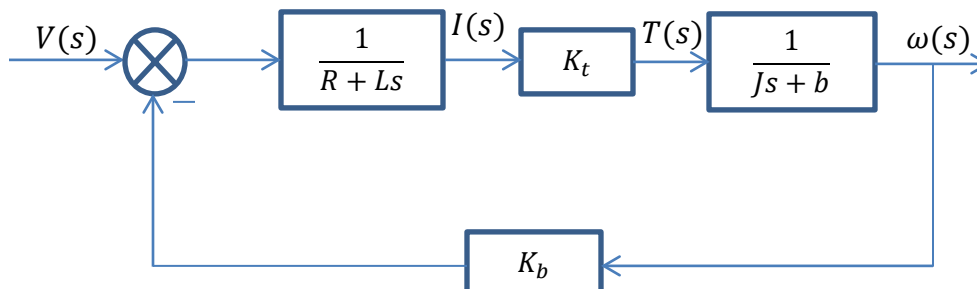 V(s)
−
1
R + Ls
I(s)
K_t
T(s)
1
Js + b
ω(s)
K_b